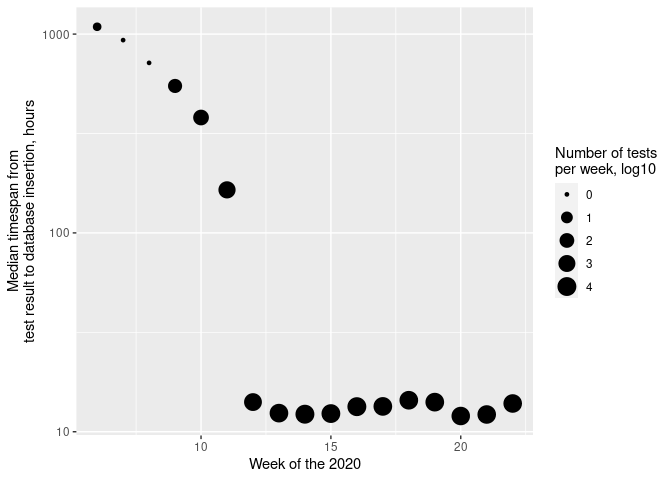 Median timespan from
test result to database insertion, hours
1000
100
10
10
15
20
Week of the 2020
Number of tests
per week, log10
0
1
2
3
4